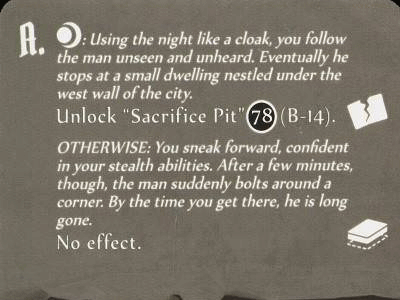 A. : Using the night like a cloak, you follow
the man unseen and unheard. Eventually he
stops at a small dwelling nestled under the
west wall of the city.
Unlock "Sacrifice Pit" 78 (B-14).
OTHERWISE: You sneak forward, confident
in your stealth abilities. After a few minutes,
though, the man suddenly bolts around a
corner. By the time you get there, he is long
gone.
No effect.